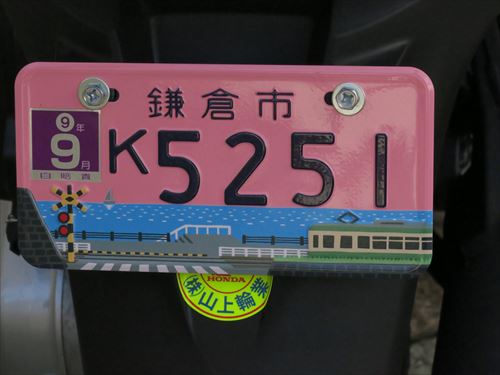 鎌倉市
9年
9月
自賠責
K5251
HONDA
(株)山上輪業